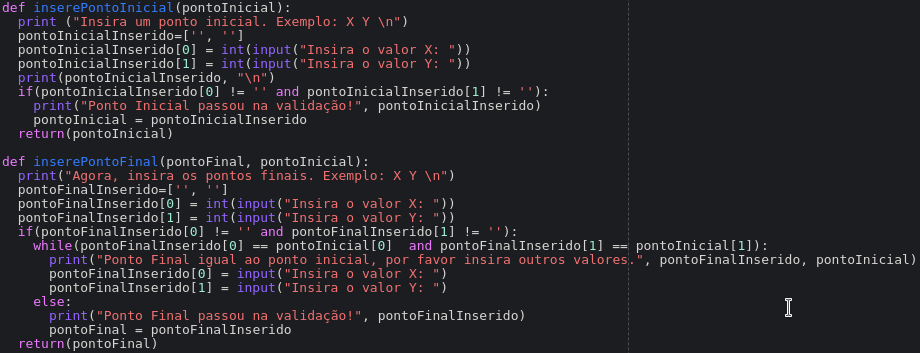 def inserePontoInicial(pontoInicial):
  print ("Insira um ponto inicial. Exemplo: X Y \n")
  pontoInicialInserido=['', '']
  pontoInicialInserido[0] = int(input("Insira o valor X: "))
  pontoInicialInserido[1] = int(input("Insira o valor Y: "))
  print(pontoInicialInserido, "\n")
  if(pontoInicialInserido[0] != '' and pontoInicialInserido[1] != ''):
    print("Ponto Inicial passou na validação!", pontoInicialInserido)
    pontoInicial = pontoInicialInserido
  return(pontoInicial)

def inserePontoFinal(pontoFinal, pontoInicial):
  print("Agora, insira os pontos finais. Exemplo: X Y \n")
  pontoFinalInserido=['', '']
  pontoFinalInserido[0] = int(input("Insira o valor X: "))
  pontoFinalInserido[1] = int(input("Insira o valor Y: "))
  if(pontoFinalInserido[0] != '' and pontoFinalInserido[1] != ''):
    while(pontoFinalInserido[0] == pontoInicial[0]  and pontoFinalInserido[1] == pontoInicial[1]):
      print("Ponto Final igual ao ponto inicial, por favor insira outros valores.", pontoFinalInserido, pontoInicial)
      pontoFinalInserido[0] = input("Insira o valor X: ")
      pontoFinalInserido[1] = input("Insira o valor Y: ")
    else:
      print("Ponto Final passou na validação!", pontoFinalInserido)
      pontoFinal = pontoFinalInserido
  return(pontoFinal)